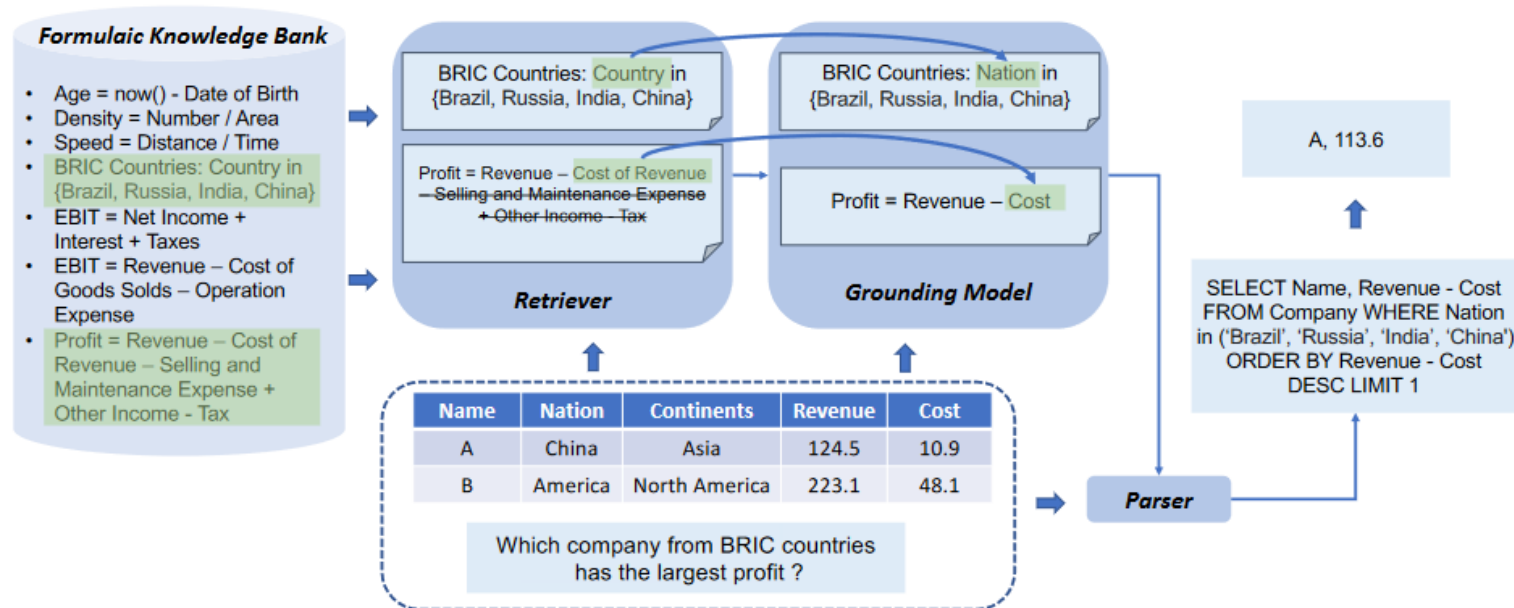 Formulaic Knowledge Bank
• Age = now() - Date of Birth
• Density = Number / Area
• Speed = Distance / Time
• BRIC Countries: Country in
{Brazil, Russia, India, China}
• EBIT = Net Income +
Interest + Taxes
• EBIT = Revenue – Cost of
Goods Solds – Operation
Expense
• Profit = Revenue – Cost of
Revenue – Selling and
Maintenance Expense +
Other Income - Tax
BRIC Countries: Country in
{Brazil, Russia, India, China}
Profit = Revenue – Cost of Revenue
– Selling and Maintenance Expense
+ Other Income - Tax
Retriever
BRIC Countries: Nation in
{Brazil, Russia, India, China}
Profit = Revenue – Cost
Grounding Model
Name Nation Continents Revenue Cost
A China Asia 124.5 10.9
B America North America 223.1 48.1
Which company from BRIC countries
has the largest profit ?
Parser
SELECT Name, Revenue - Cost
FROM Company WHERE Nation
in (‘Brazil’, ‘Russia’, ‘India’, ‘China’)
ORDER BY Revenue - Cost
DESC LIMIT 1
A, 113.6